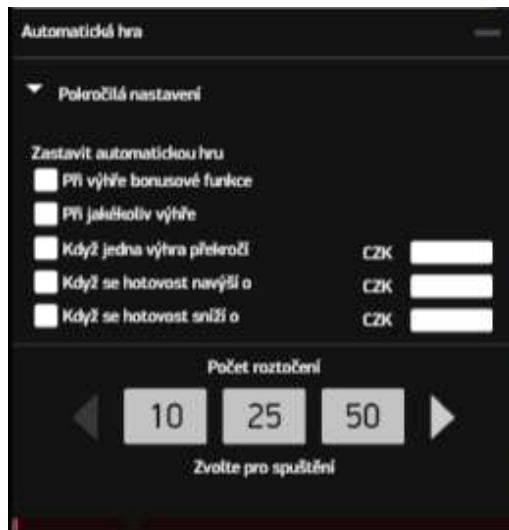 Automatická hra
Pokročilá nastavení
Zastavit automatickou hru
Při výhře bonusové funkce
Při jakékoliv výhře
Když jedna výhra překročí CZK
Když se hotovost navýší o CZK
Když se hotovost sníží o CZK
Počet roztočení
10 25 50
Zvolte pro spuštění